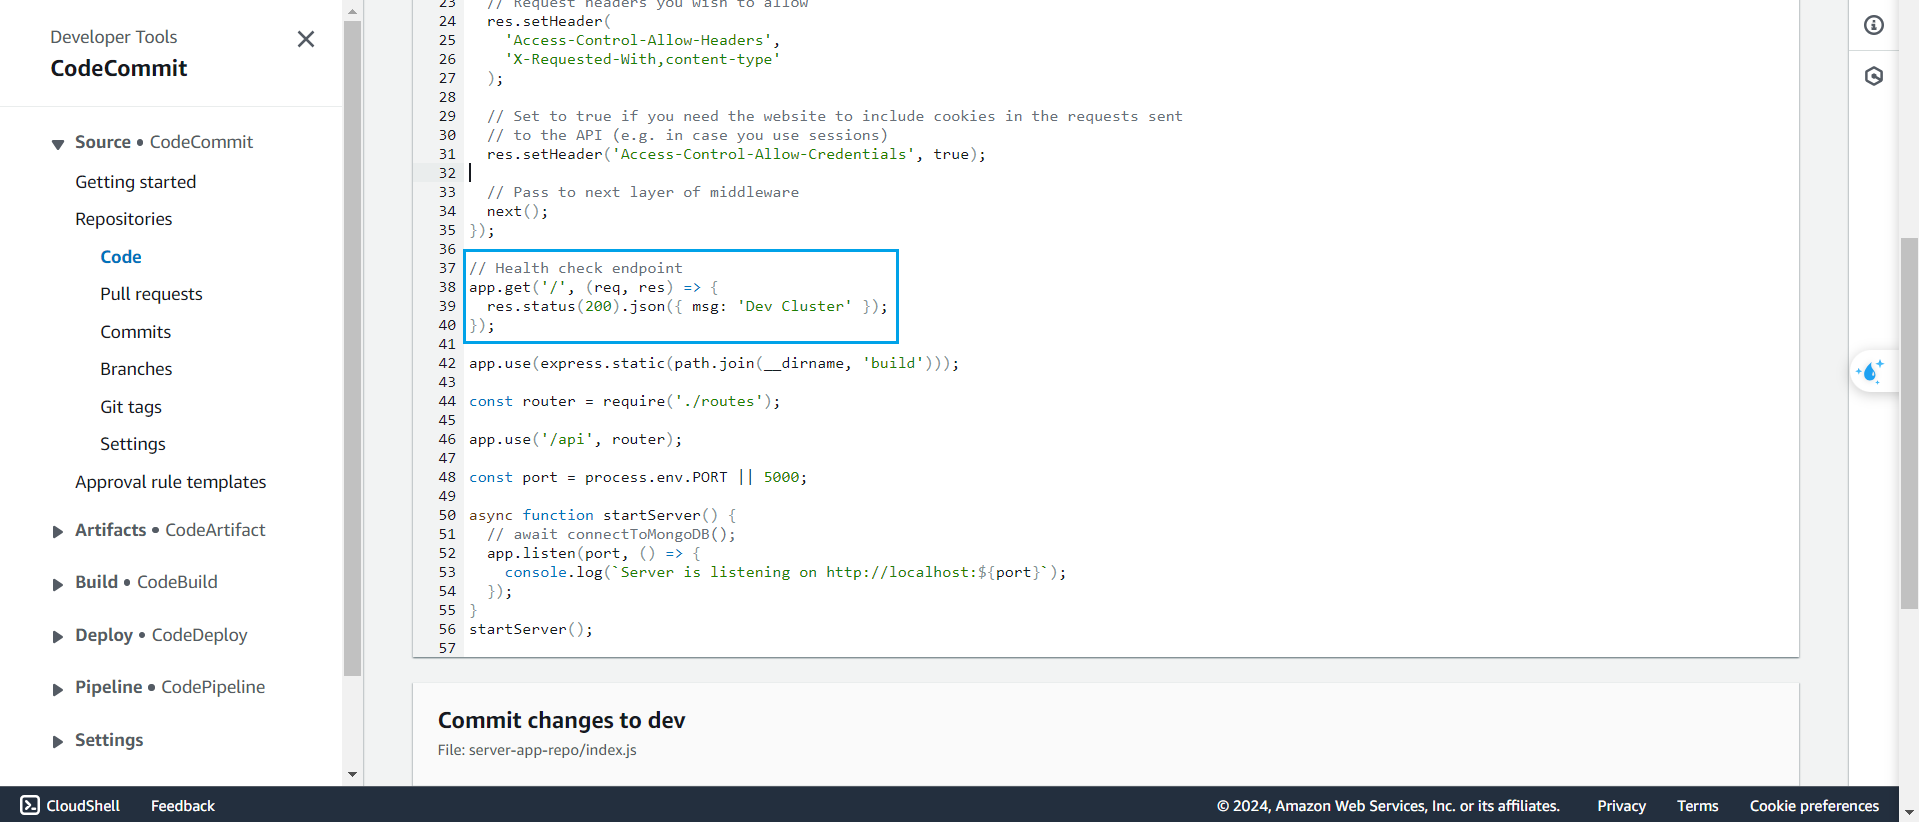 Developer Tools
CodeCommit
Source • CodeCommit
Getting started
Repositories
Code
Pull requests
Commits
Branches
Git tags
Settings
Approval rule templates
Artifacts • CodeArtifact
Build • CodeBuild
Deploy • CodeDeploy
Pipeline • CodePipeline
Settings
23   // Request headers you wish to allow
24   res.setHeader(
25     'Access-Control-Allow-Headers',
26     'X-Requested-With,content-type'
27   );
28
29   // Set to true if you need the website to include cookies in the requests sent
30   // to the API (e.g. in case you use sessions)
31   res.setHeader('Access-Control-Allow-Credentials', true);
32
33   // Pass to next layer of middleware
34   next();
35 });
36
37 // Health check endpoint
38 app.get('/', (req, res) => {
39   res.status(200).json({ msg: 'Dev Cluster' });
40 });
41
42 app.use(express.static(path.join(__dirname, 'build')));
43
44 const router = require('./routes');
45
46 app.use('/api', router);
47
48 const port = process.env.PORT || 5000;
49
50 async function startServer() {
51   // await connectToMongoDB();
52   app.listen(port, () => {
53     console.log(`Server is listening on http://localhost:${port}`);
54   });
55 }
56 startServer();
57
Commit changes to dev
File: server-app-repo/index.js
CloudShell Feedback © 2024, Amazon Web Services, Inc. or its affiliates. Privacy Terms Cookie preferences